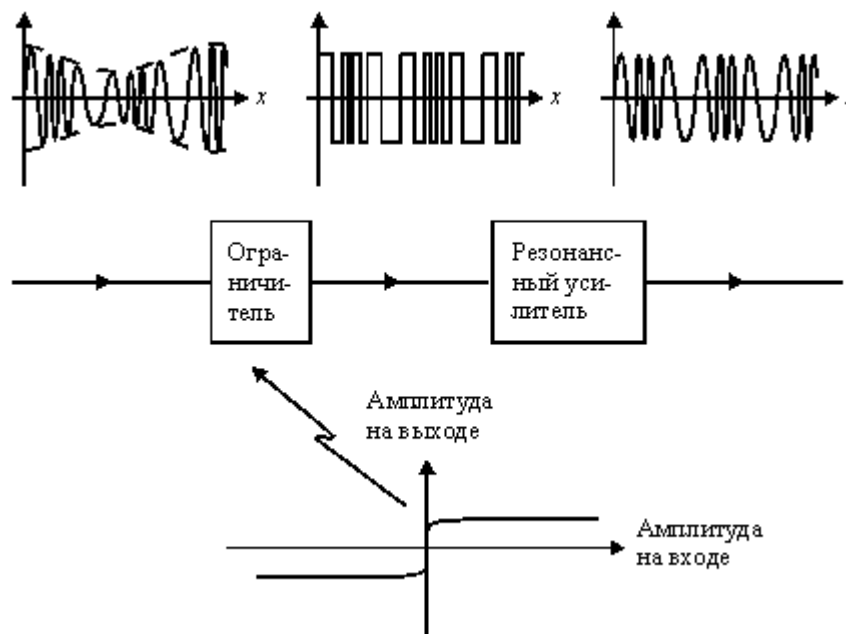 x
x
Огра-
ничи-
тель
Резонанс-
ный уси-
литель
Амплитуда
на выходе
Амплитуда
на входе